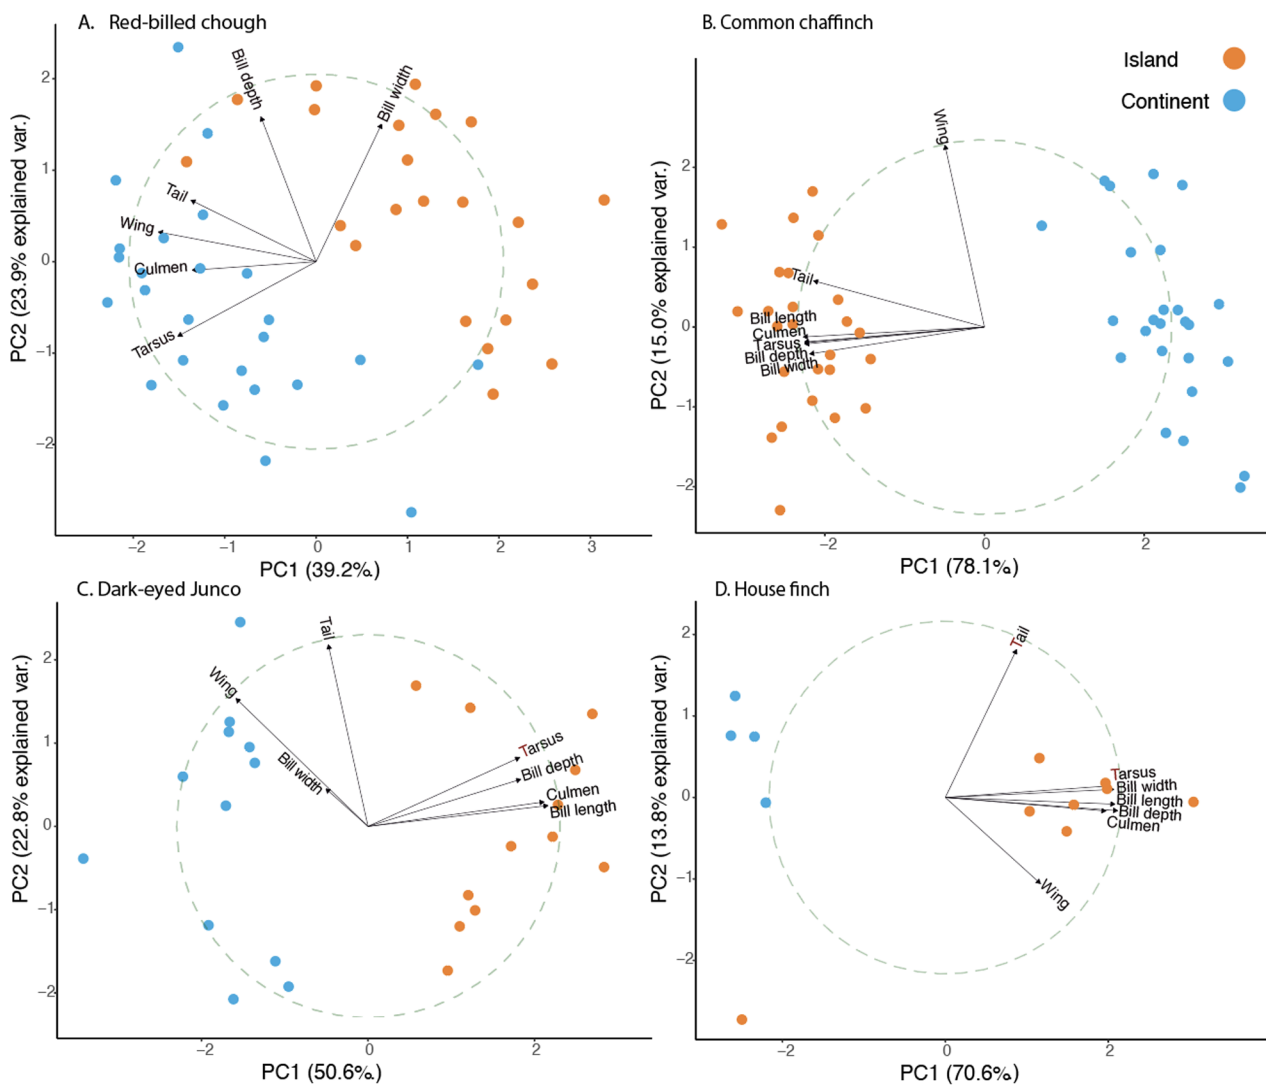 A. Red-billed chough
PC2 (23.9% explained var.)
2
1
0
−1
−2
Bill depth
Bill width
Tail
Wing
Culmen
Tarsus
−2 −1 0 1 2 3
PC1 (39.2%)
B. Common chaffinch
Island
Continent
PC2 (15.0% explained var.)
2
1
0
−1
−2
Wing
Tail
Bill length
Culmen
Tarsus
Bill depth
Bill width
−2 0 2
PC1 (78.1%)
C. Dark-eyed Junco
PC2 (22.8% explained var.)
2
1
0
−1
−2
Tail
Wing
Bill width
Tarsus
Bill depth
Culmen
Bill length
−2 0 2
PC1 (50.6%)
D. House finch
PC2 (13.8% explained var.)
2
1
0
−1
−2
Tail
Tarsus
Bill width
Bill length
Bill depth
Culmen
Wing
−2 0 2
PC1 (70.6%)